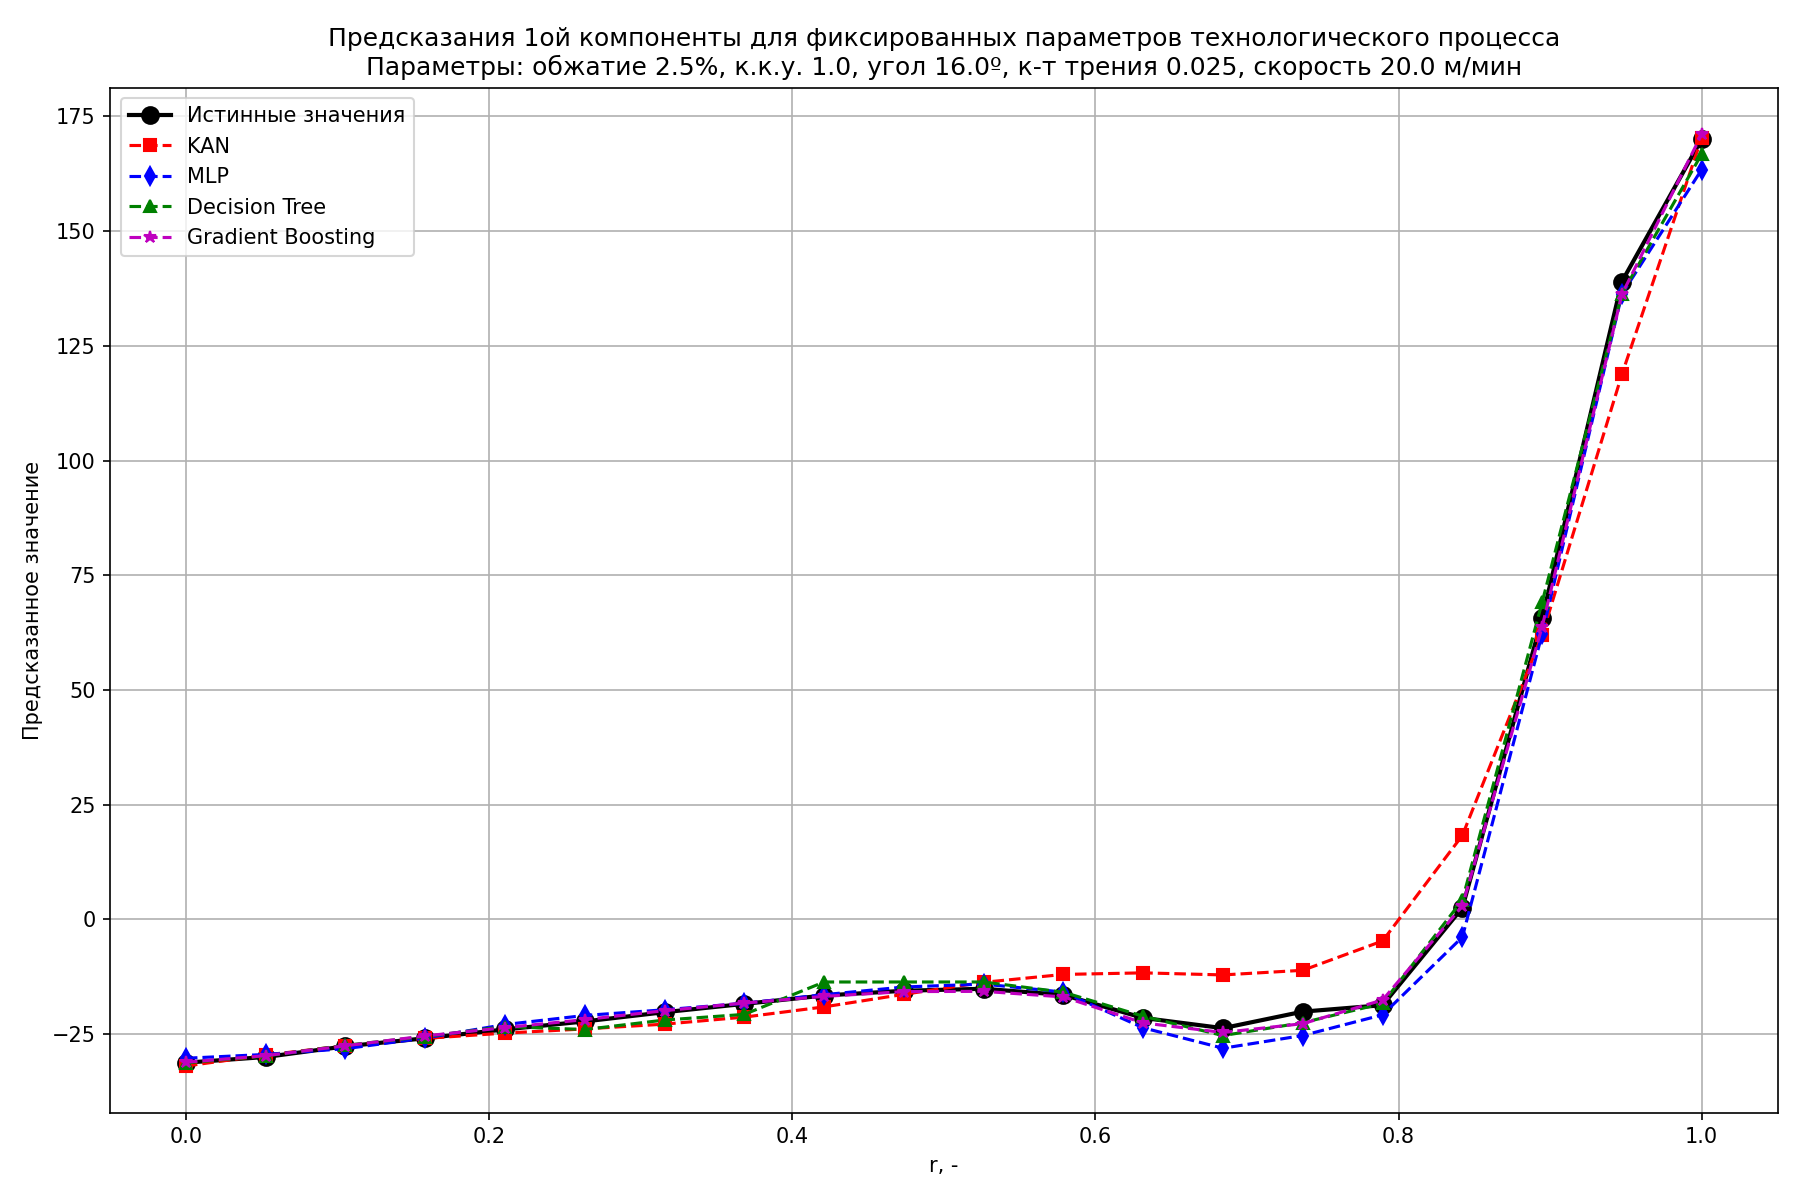 Предсказания 1ой компоненты для фиксированных параметров технологического процесса
Параметры: обжатие 2.5%, к.к.у. 1.0, угол 16.0º, к-т трения 0.025, скорость 20.0 м/мин
Истинные значения
KAN
MLP
Decision Tree
Gradient Boosting
Предсказанное значение
175
150
125
100
75
50
25
0
−25
0.0
0.2
0.4
0.6
0.8
1.0
r, -